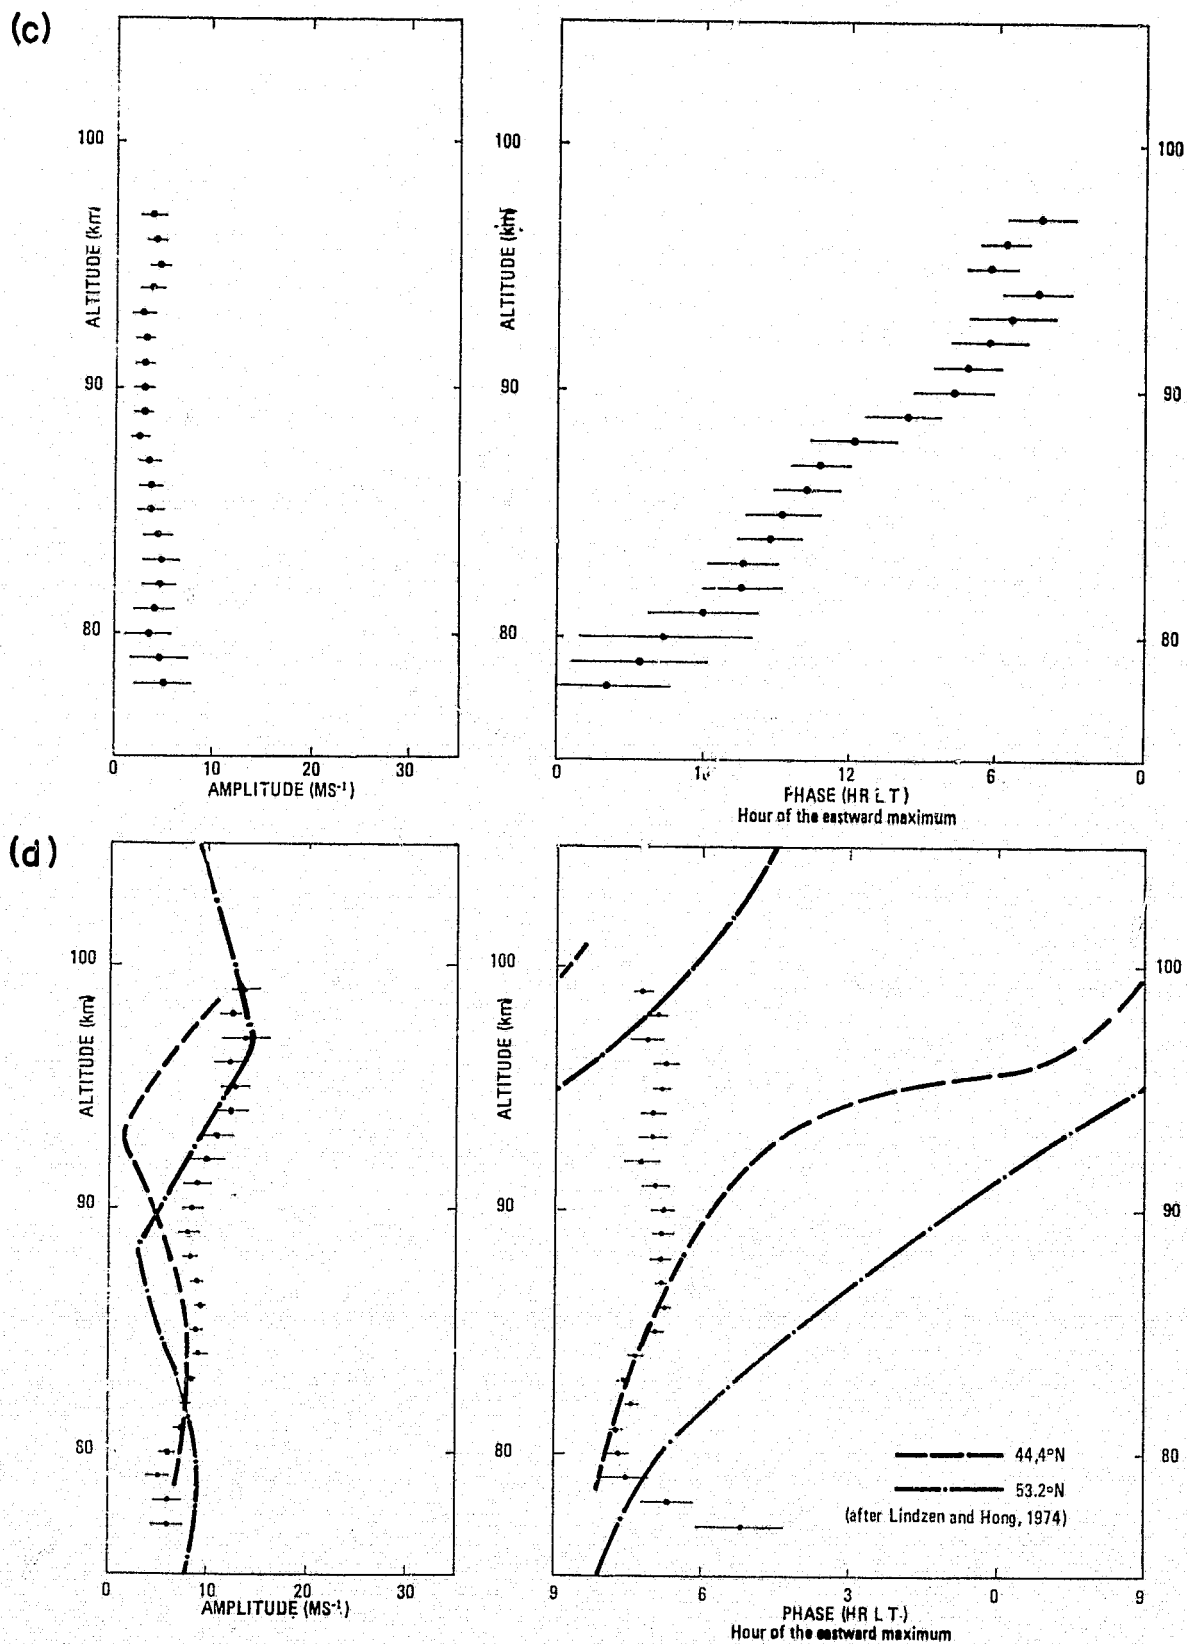 (c)
100
90
80
ALTITUDE (km)
0 10 20 30
AMPLITUDE (MS⁻¹)
100
90
80
ALTITUDE (km)
100
90
80
0 12 6 0
PHASE (HR L T)
Hour of the eastward maximum
(d)
100
90
80
ALTITUDE (km)
0 10 20 30
AMPLITUDE (MS⁻¹)
100
90
80
ALTITUDE (km)
100
90
80
44,4°N
53.2°N
(after Lindzen and Hong, 1974)
9 6 3 0 9
PHASE (HR L T)
Hour of the eastward maximum